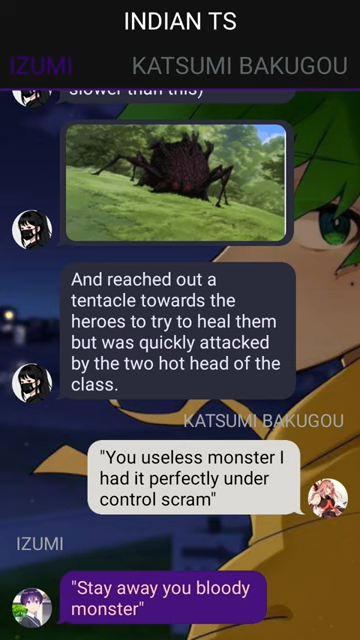 INDIAN TS
IZUMI
KATSUMI BAKUGOU
slower than this)
And reached out a
tentacle towards the
heroes to try to heal them
but was quickly attacked
by the two hot head of the
class.
KATSUMI BAKUGOU
"You useless monster I
had it perfectly under
control scram"
IZUMI
"Stay away you bloody
monster"